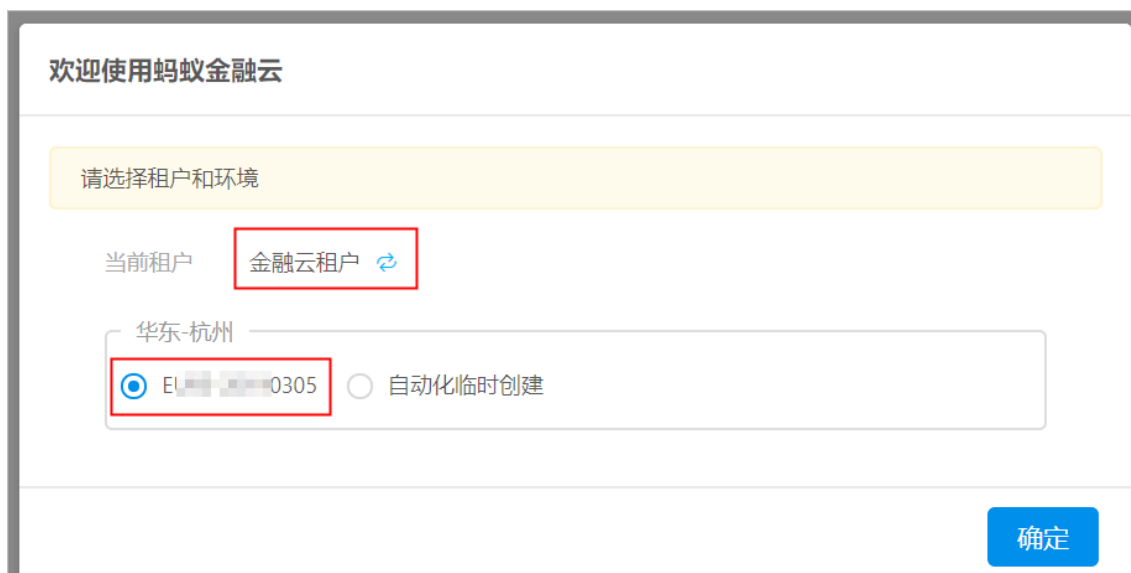 欢迎使用蚂蚁金融云
请选择租户和环境
当前租户 金融云租户
华东-杭州
0305 自动化临时创建
确定